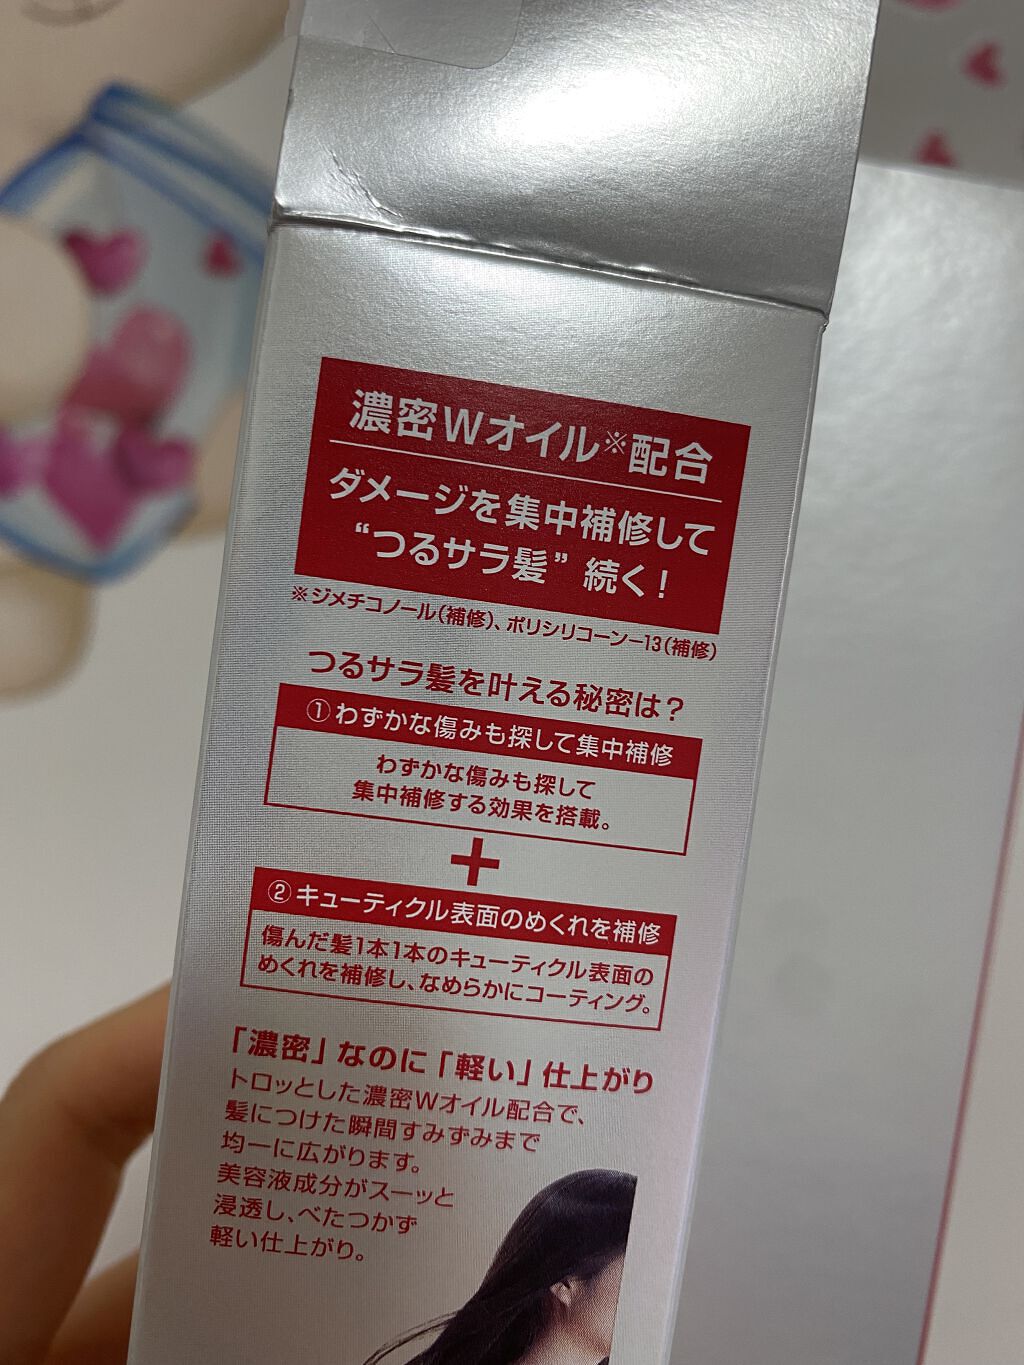 濃密Wオイル※配合
ダメージを集中補修して
“つるサラ髪”続く!
※ジメチコノール(補修)、ポリシリコーン−13(補修)
つるサラ髪を叶える秘密は?
①わずかな傷みも探して集中補修
わずかな傷みも探して
集中補修する効果を搭載。
+
②キューティクル表面のめくれを補修
傷んだ髪1本1本のキューティクル表面の
めくれを補修し、なめらかにコーティング。
「濃密」なのに「軽い」仕上がり
トロッとした濃密Wオイル配合で、
髪につけた瞬間すみずみまで
均一に広がります。
美容液成分がスーッと
浸透し、べたつかず
軽い仕上がり。